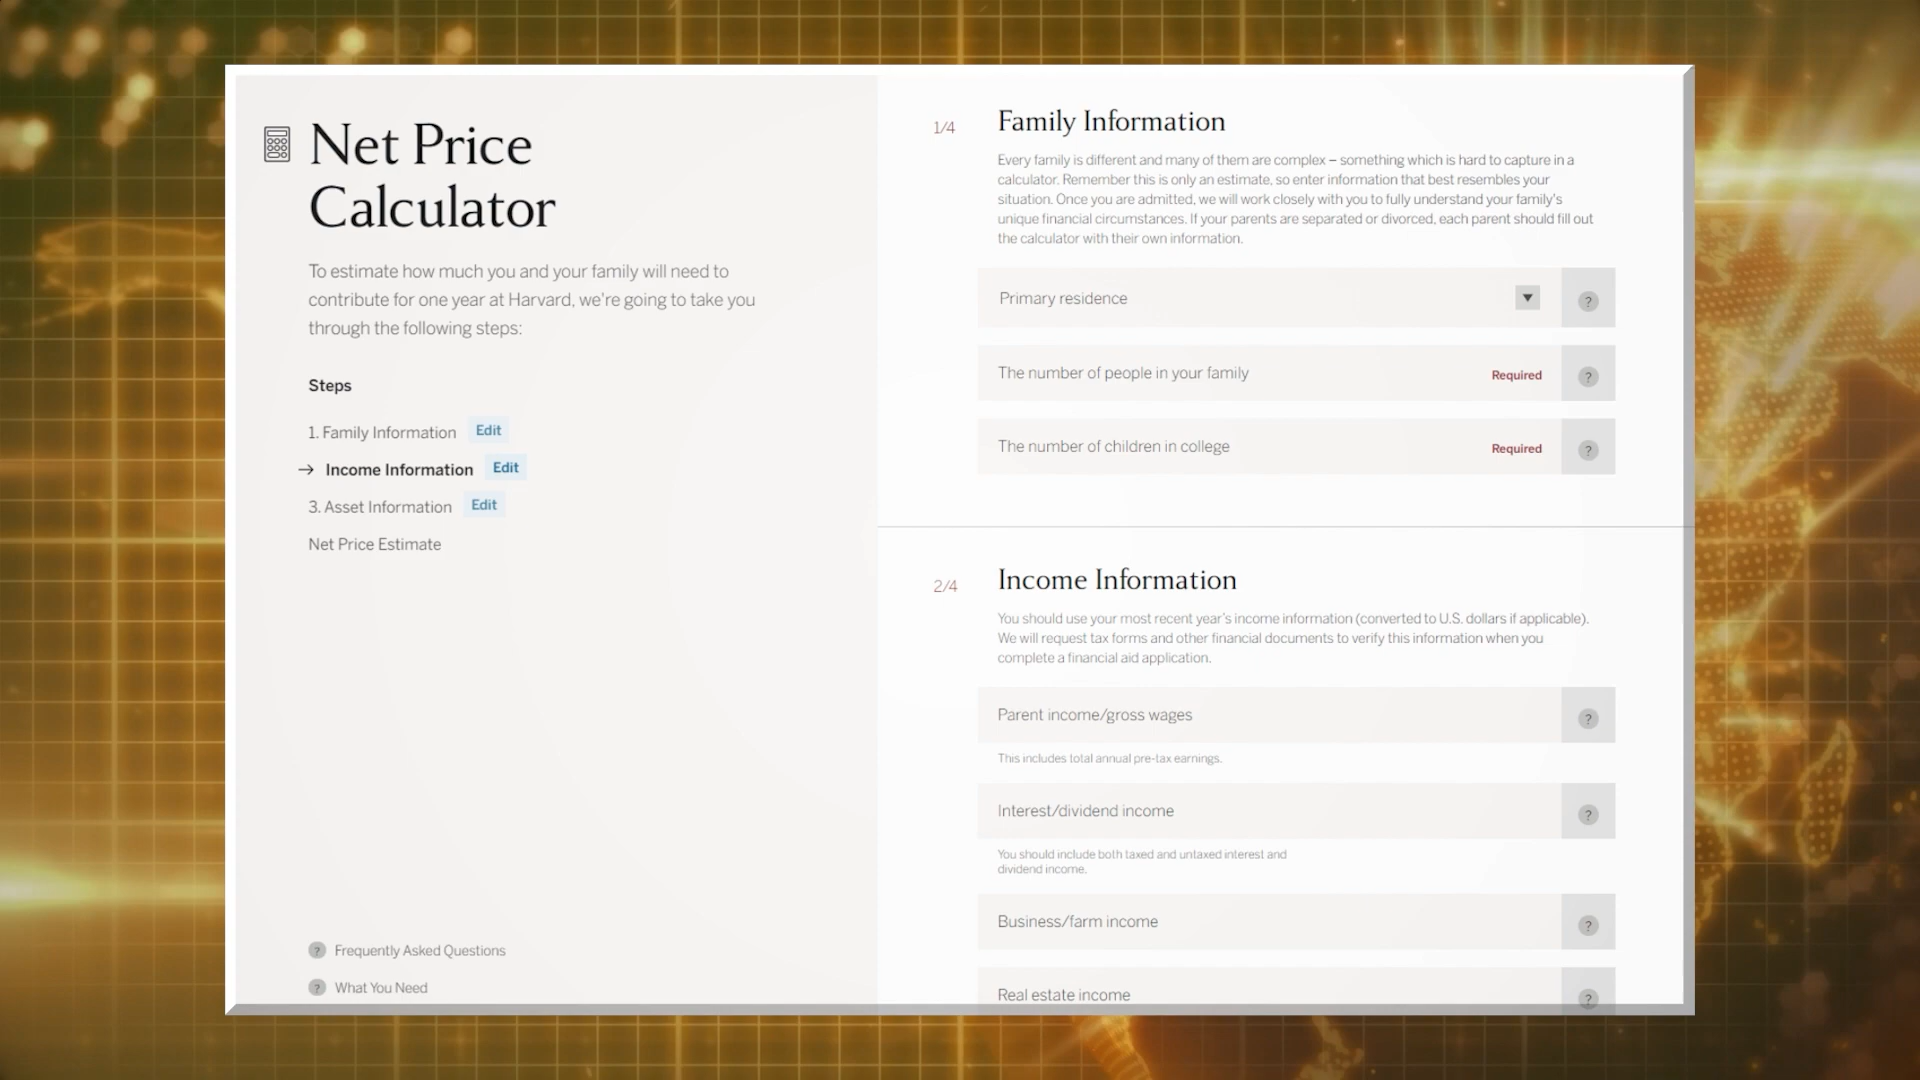 Net Price
Calculator
To estimate how much you and your family will need to
contribute for one year at Harvard, we're going to take you
through the following steps:
Steps
1. Family Information Edit
→ Income Information Edit
3. Asset Information Edit
Net Price Estimate
? Frequently Asked Questions
? What You Need
1/4 Family Information
Every family is different and many of them are complex – something which is hard to capture in a
calculator. Remember this is only an estimate, so enter information that best resembles your
situation. Once you are admitted, we will work closely with you to fully understand your family's
unique financial circumstances. If your parents are separated or divorced, each parent should fill out
the calculator with their own information.
Primary residence ▼ ?
The number of people in your family Required ?
The number of children in college Required ?
2/4 Income Information
You should use your most recent year's income information (converted to U.S. dollars if applicable).
We will request tax forms and other financial documents to verify this information when you
complete a financial aid application.
Parent income/gross wages ?
This includes total annual pre-tax earnings.
Interest/dividend income ?
You should include both taxed and untaxed interest and
dividend income.
Business/farm income ?
Real estate income ?